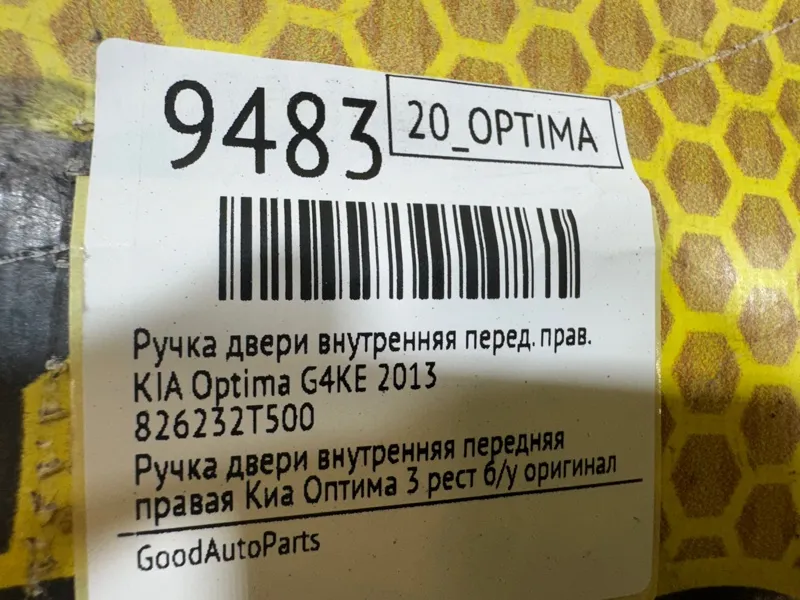 9483
20_OPTIMA
Ручка двери внутренняя перед. прав.
KIA Optima G4KE 2013
826232T500
Ручка двери внутренняя передняя
правая Киа Оптима 3 рест б/у оригинал
GoodAutoParts